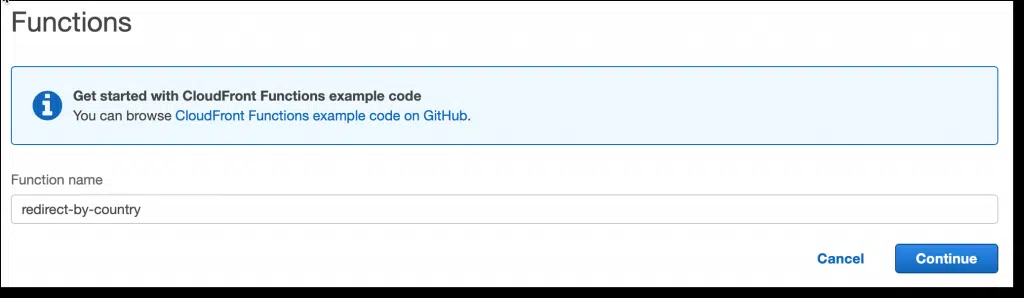 Functions
Get started with CloudFront Functions example code
You can browse CloudFront Functions example code on GitHub.
Function name
redirect-by-country
Cancel Continue